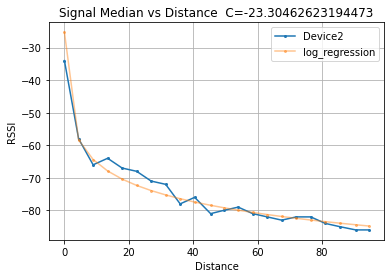 Signal Median vs Distance  C=-23.30462623194473
Device2
log_regression
−30
−40
−50
−60
−70
−80
RSSI
0
20
40
60
80
Distance